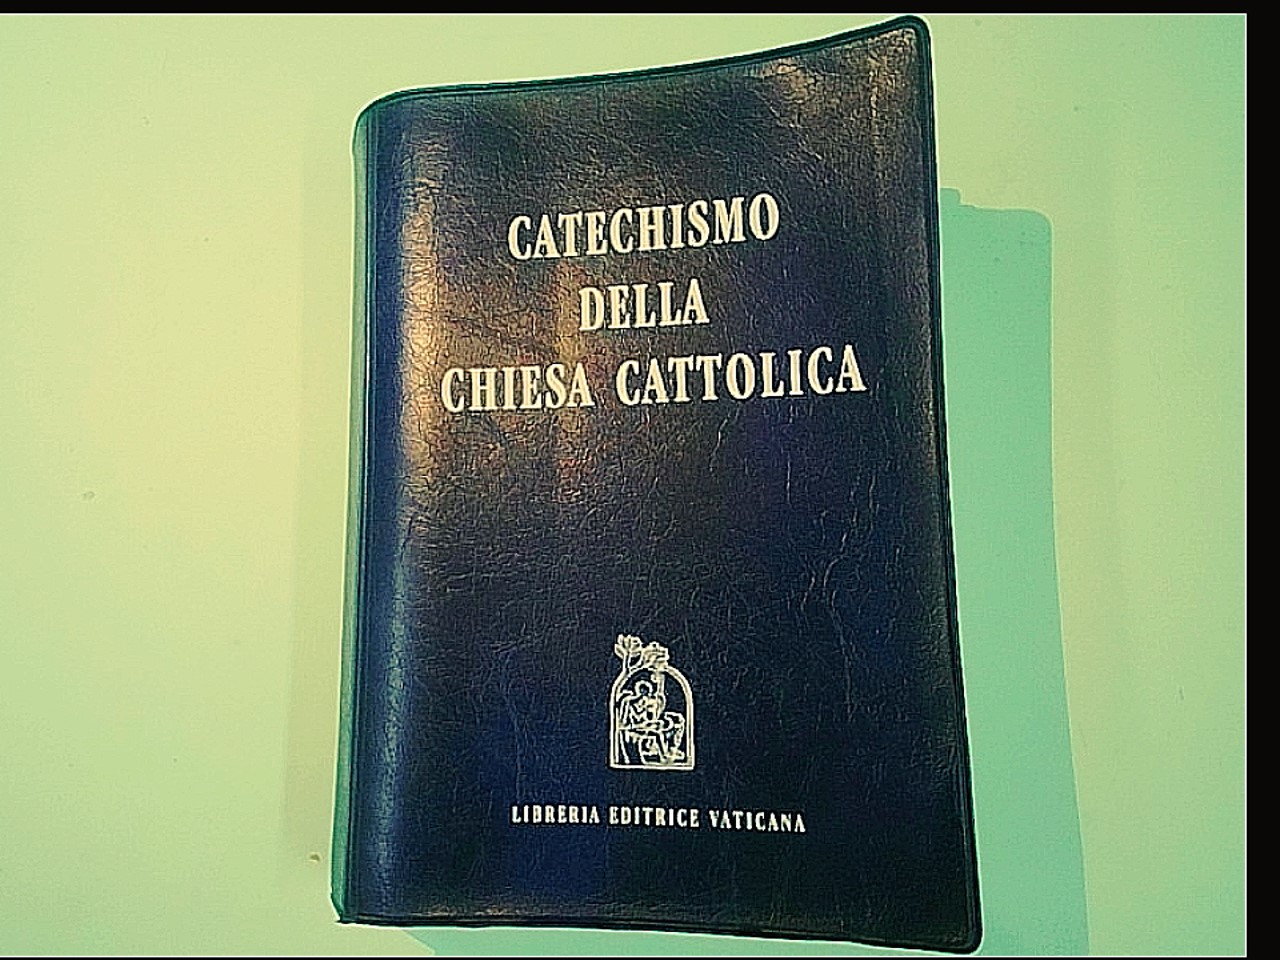 CATECHISMO
DELLA
CHIESA CATTOLICA
LIBRERIA EDITRICE VATICANA